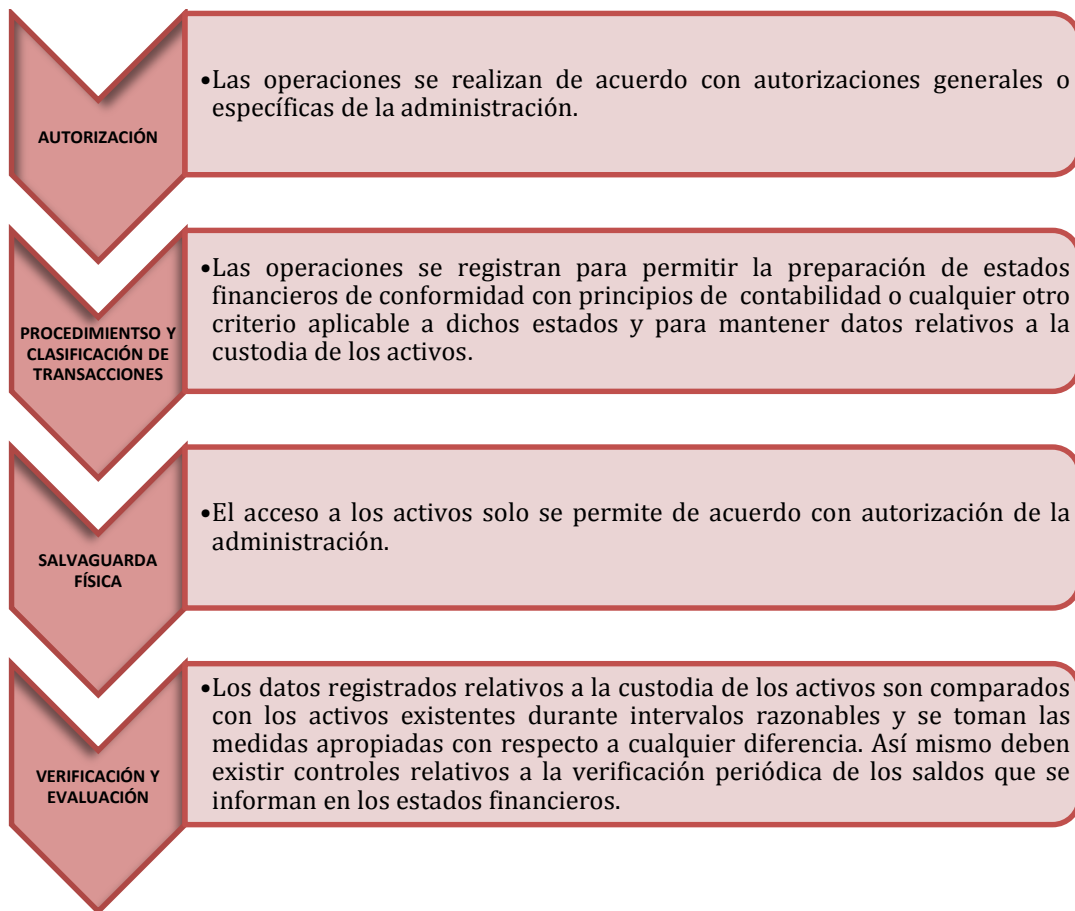 AUTORIZACIÓN
•Las operaciones se realizan de acuerdo con autorizaciones generales o
específicas de la administración.
PROCEDIMIENTSO Y
CLASIFICACIÓN DE
TRANSACCIONES
•Las operaciones se registran para permitir la preparación de estados
financieros de conformidad con principios de contabilidad o cualquier otro
criterio aplicable a dichos estados y para mantener datos relativos a la
custodia de los activos.
SALVAGUARDA
FÍSICA
•El acceso a los activos solo se permite de acuerdo con autorización de la
administración.
VERIFICACIÓN Y
EVALUACIÓN
•Los datos registrados relativos a la custodia de los activos son comparados
con los activos existentes durante intervalos razonables y se toman las
medidas apropiadas con respecto a cualquier diferencia. Así mismo deben
existir controles relativos a la verificación periódica de los saldos que se
informan en los estados financieros.